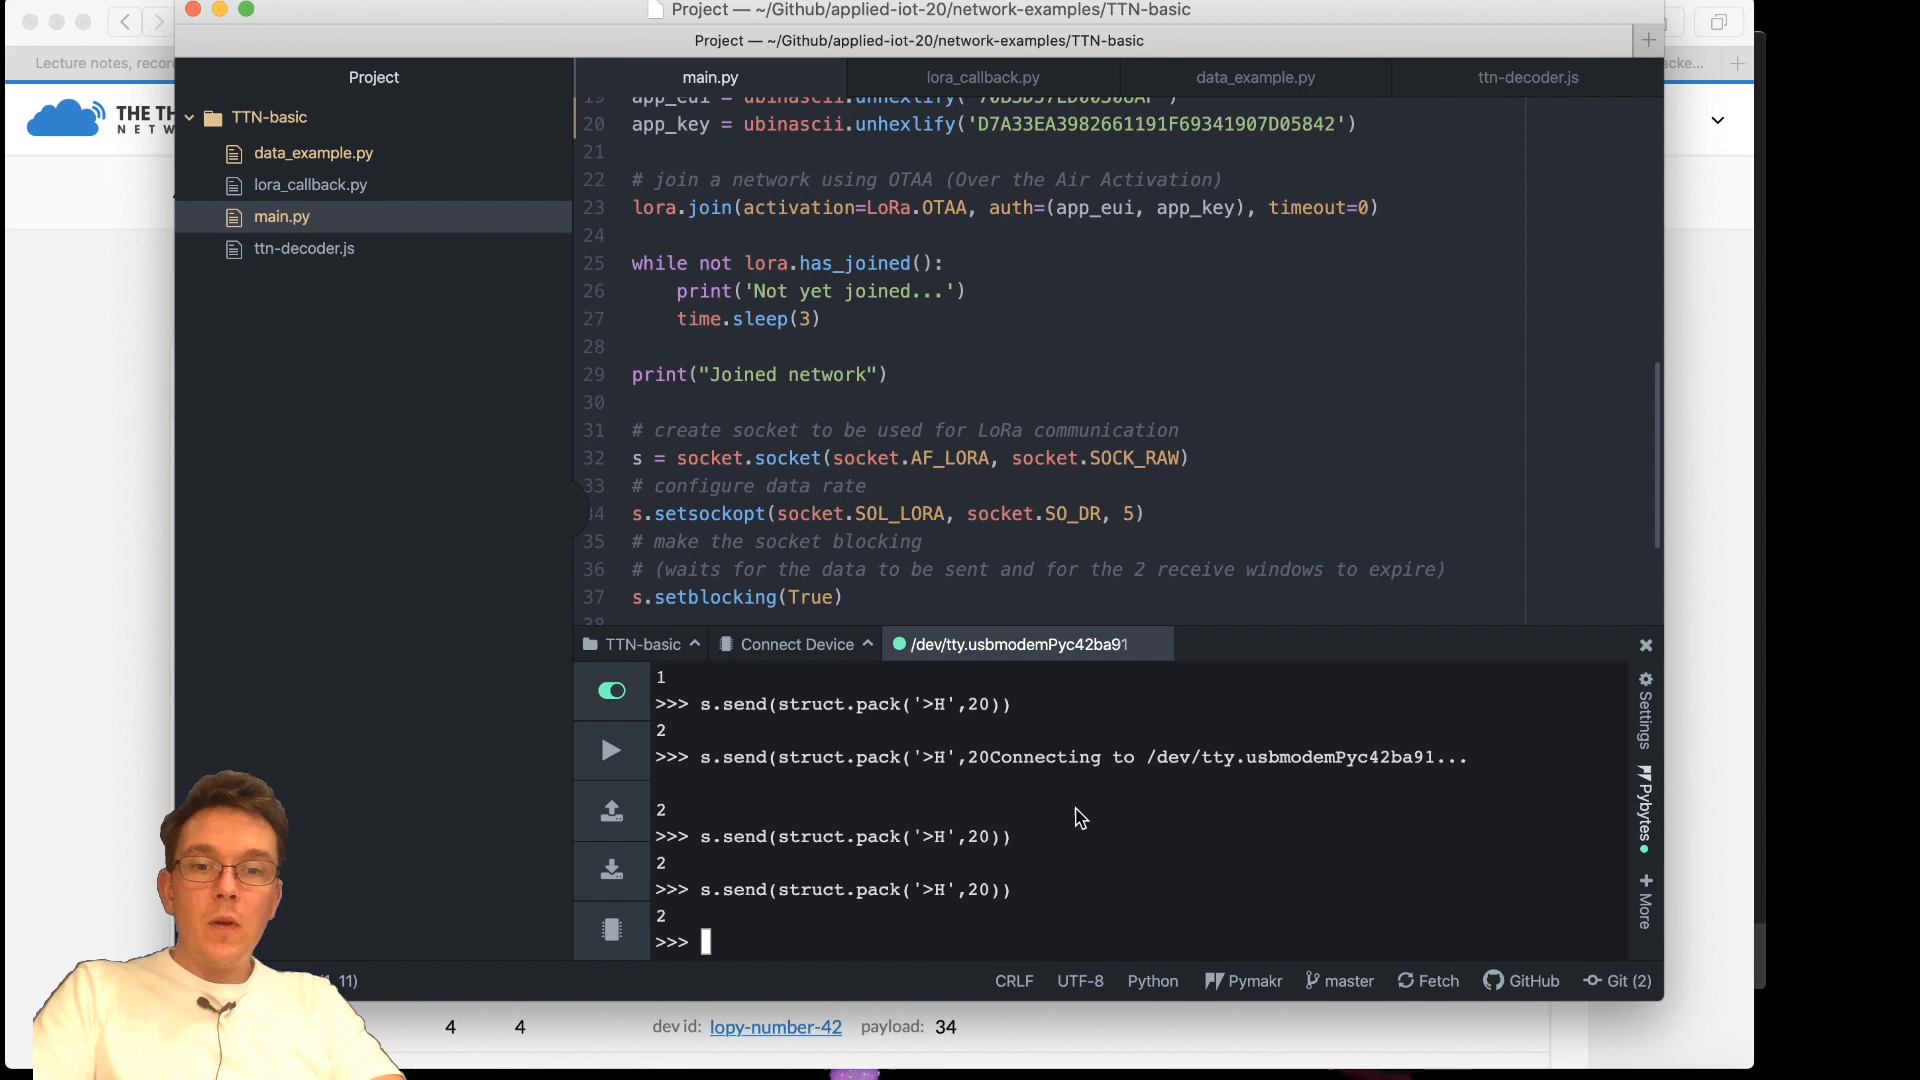 Project — ~/Github/applied-iot-20/network-examples/TTN-basic
Project — ~/Github/applied-iot-20/network-examples/TTN-basic
Lecture notes, recor
acke...
THE TH
NETW
Project
main.py
lora_callback.py
data_example.py
ttn-decoder.js
TTN-basic
data_example.py
lora_callback.py
main.py
ttn-decoder.js
20 app_key = ubinascii.unhexlify('D7A33EA3982661191F69341907D05842')
21
22 # join a network using OTAA (Over the Air Activation)
23 lora.join(activation=LoRa.OTAA, auth=(app_eui, app_key), timeout=0)
24
25 while not lora.has_joined():
26 print('Not yet joined...')
27 time.sleep(3)
28
29 print("Joined network")
30
31 # create socket to be used for LoRa communication
32 s = socket.socket(socket.AF_LORA, socket.SOCK_RAW)
33 # configure data rate
34 s.setsockopt(socket.SOL_LORA, socket.SO_DR, 5)
35 # make the socket blocking
36 # (waits for the data to be sent and for the 2 receive windows to expire)
37 s.setblocking(True)
38
TTN-basic
Connect Device
/dev/tty.usbmodemPyc42ba91
1
>>> s.send(struct.pack('>H',20))
2
>>> s.send(struct.pack('>H',20Connecting to /dev/tty.usbmodemPyc42ba91...
2
>>> s.send(struct.pack('>H',20))
2
>>> s.send(struct.pack('>H',20))
2
>>>
Settings
Pybytes
More
11)
CRLF UTF-8 Python Pymakr master Fetch GitHub Git (2)
4 4 dev id: lopy-number-42 payload: 34